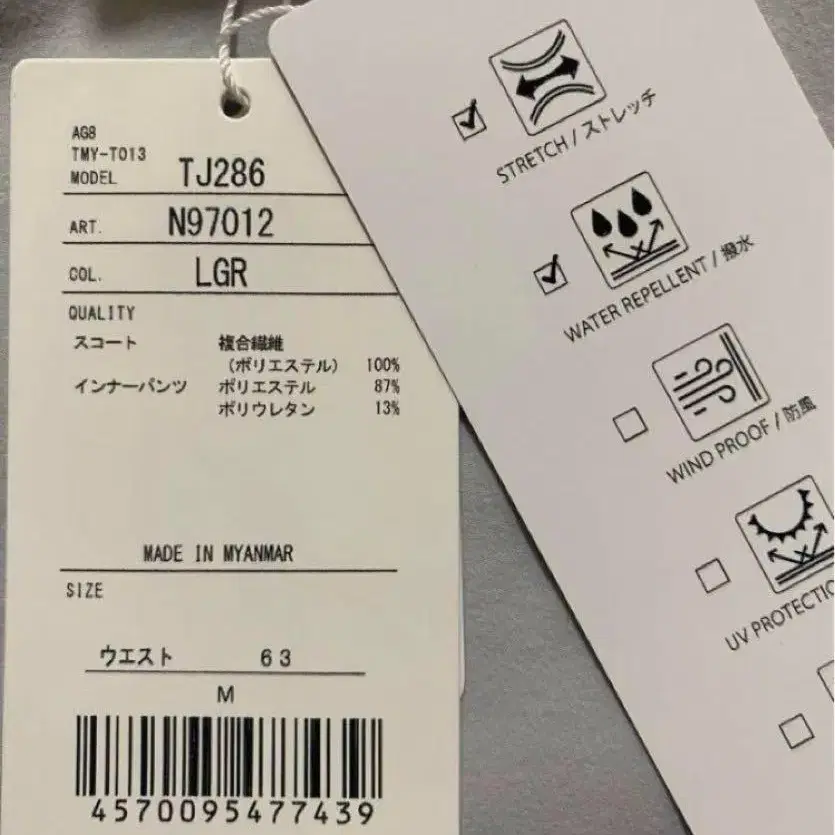 AG8
TMY-T013
MODEL TJ286
ART. N97012
COL. LGR
QUALITY
スコート 複合繊維
(ポリエステル) 100%
インナーパンツ ポリエステル 87%
ポリウレタン 13%
MADE IN MYANMAR
SIZE
ウエスト 63
M
4570095477439
STRETCH / ストレッチ
WATER REPELLENT / 撥水
WIND PROOF / 防風
UV PROTECTIO